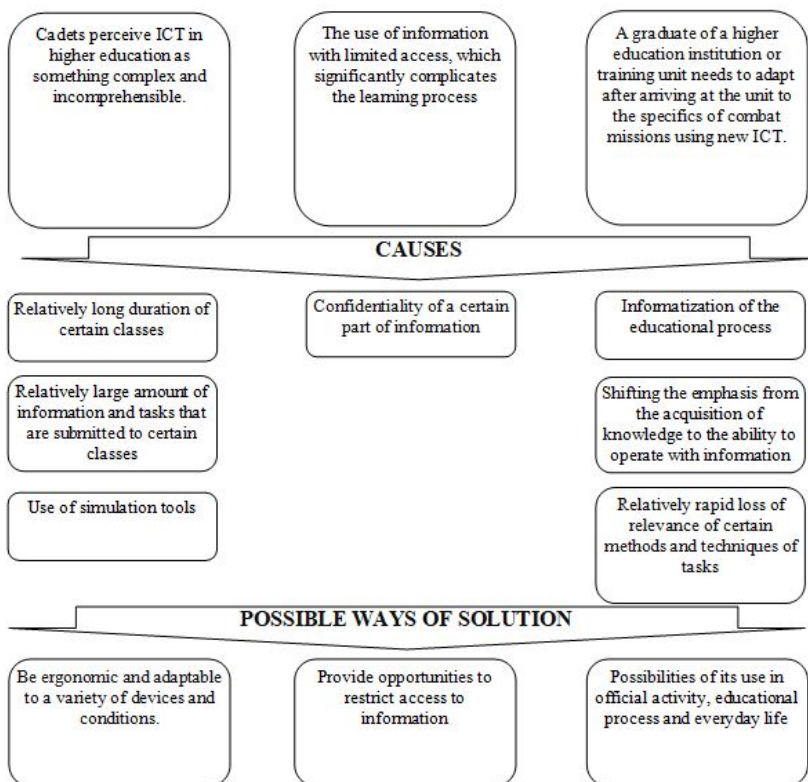 Cadets perceive ICT in
higher education as
something complex and
incomprehensible.
The use of information
with limited access, which
significantly complicates
the learning process
A graduate of a higher
education institution or
training unit needs to adapt
after arriving at the unit to
the specifics of combat
missions using new ICT.
CAUSES
Relatively long duration of
certain classes
Confidentiality of a certain
part of information
Informatization of the
educational process
Relatively large amount of
information and tasks that
are submitted to certain
classes
Shifting the emphasis from
the acquisition of
knowledge to the ability to
operate with information
Use of simulation tools
Relatively rapid loss of
relevance of certain
methods and techniques of
tasks
POSSIBLE WAYS OF SOLUTION
Be ergonomic and adaptable
to a variety of devices and
conditions.
Provide opportunities to
restrict access to
information
Possibilities of its use in
official activity, educational
process and everyday life